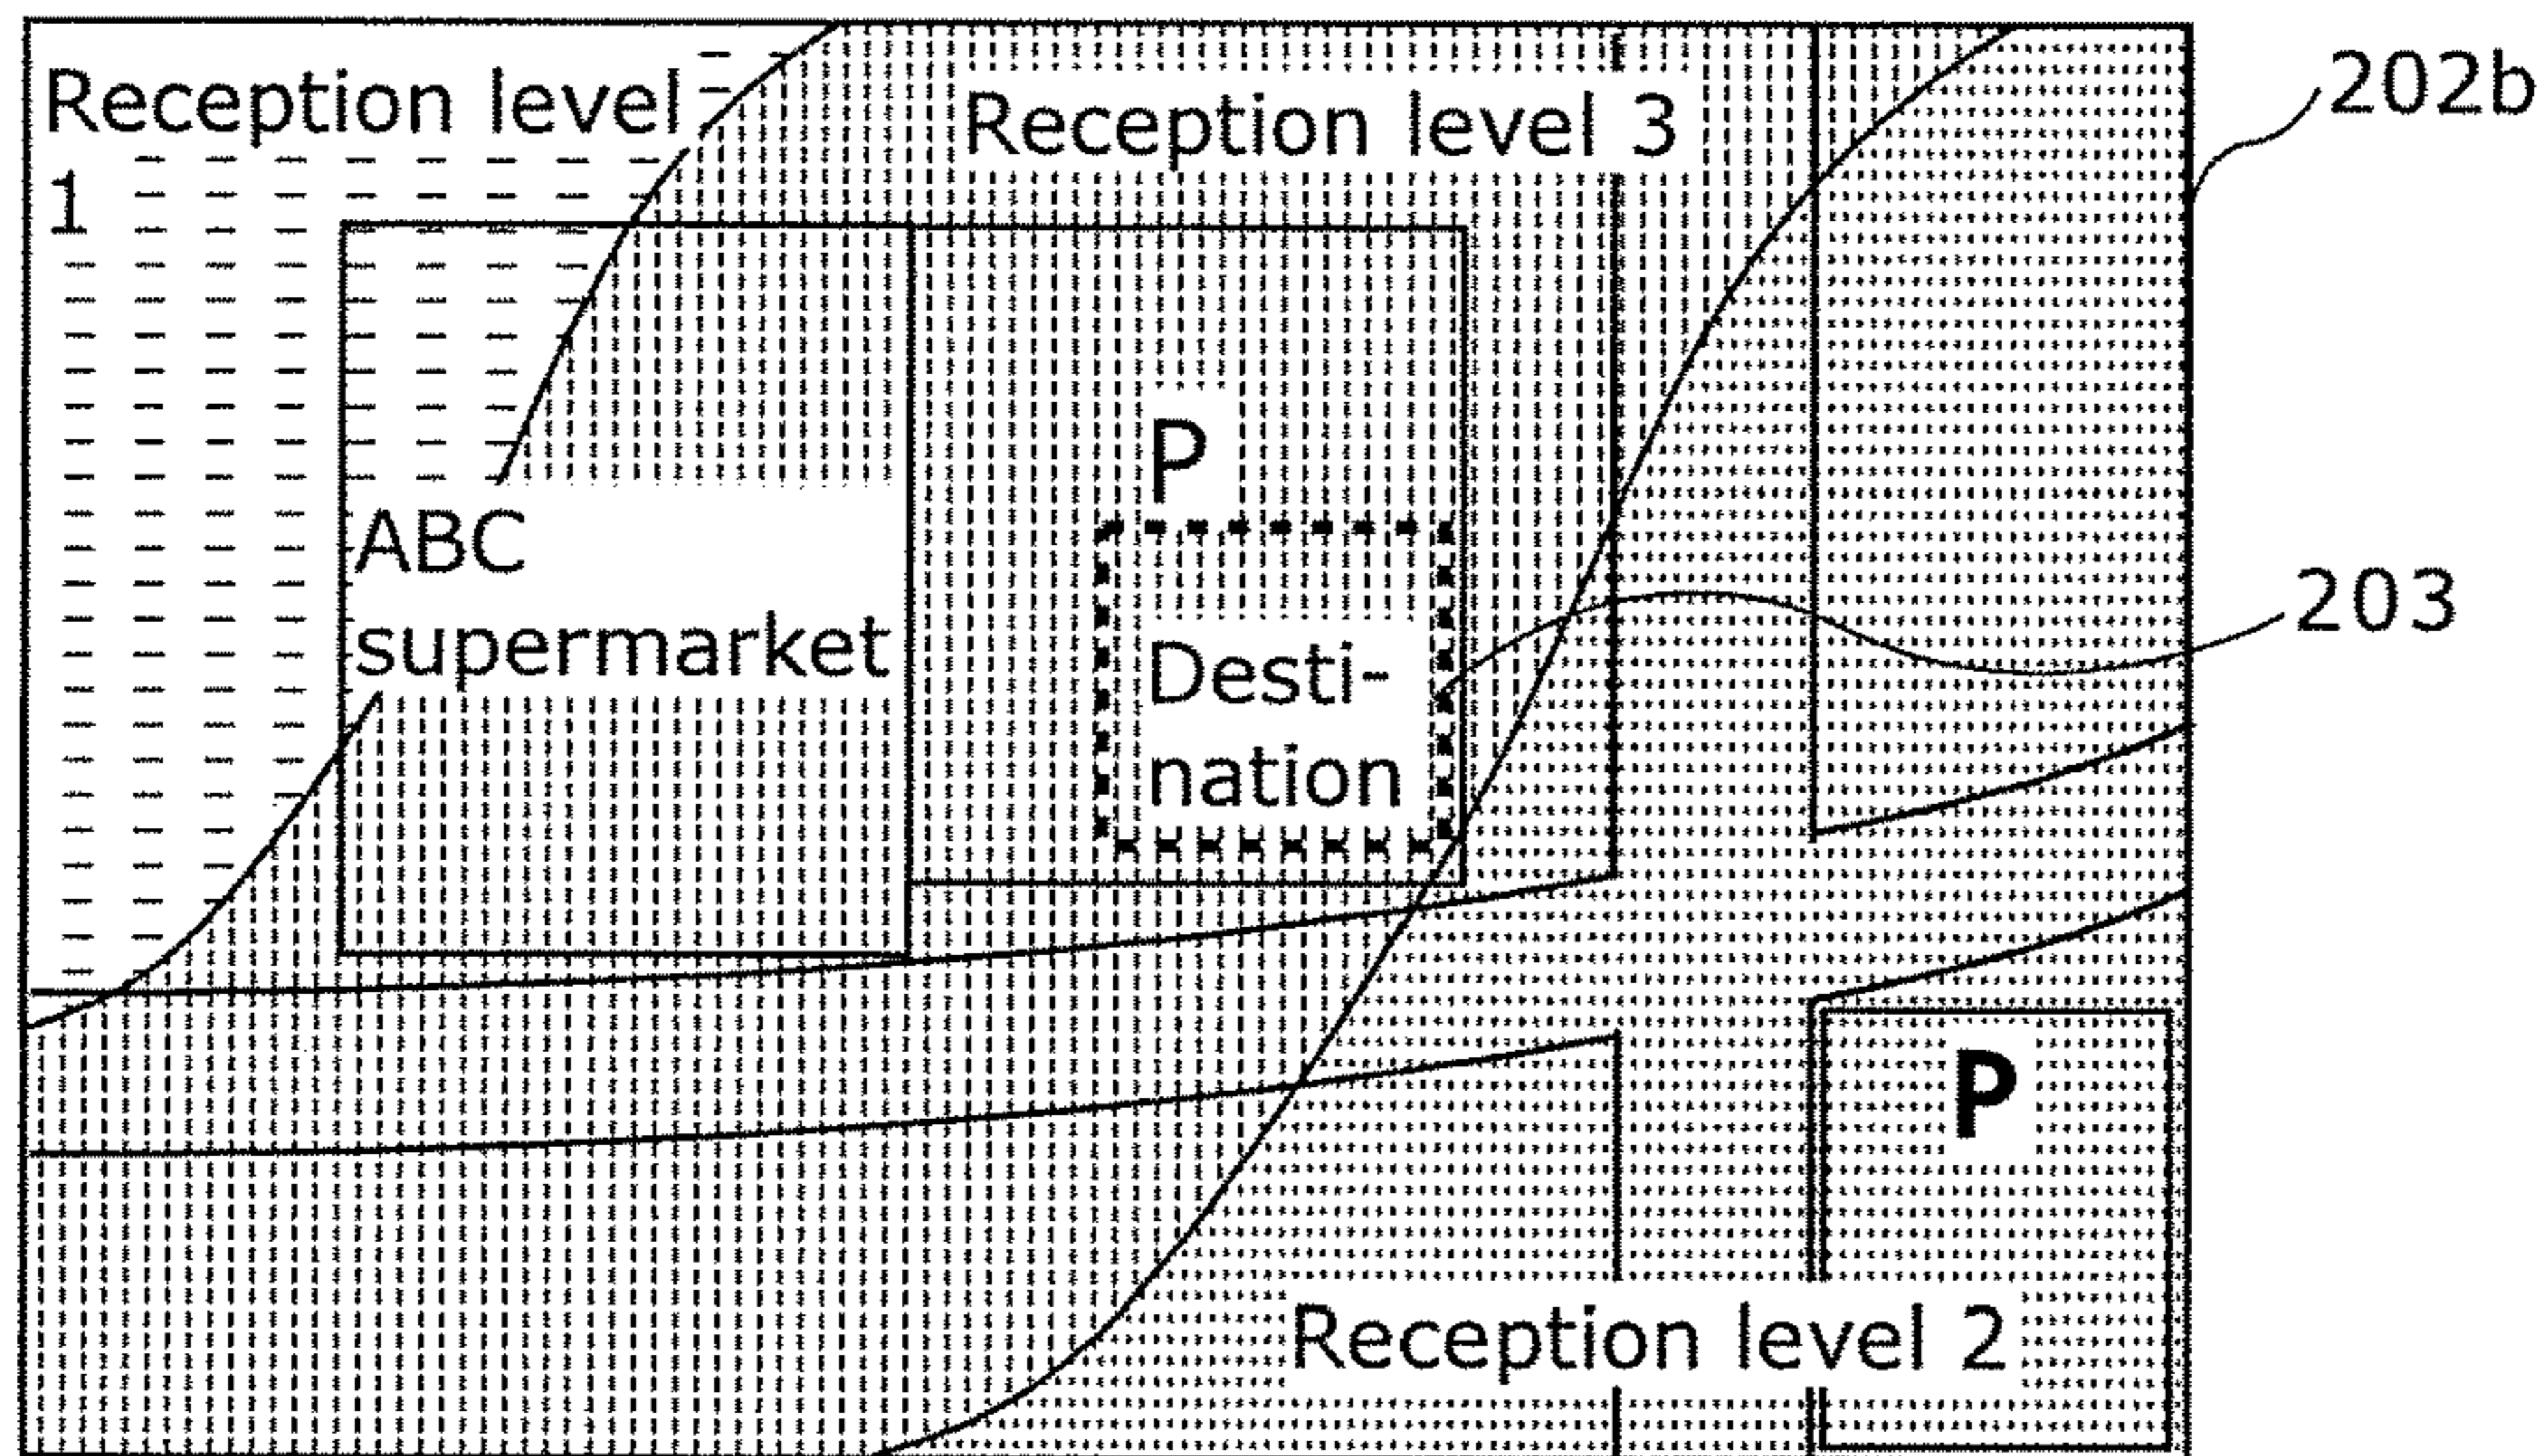 Reception level
1
Reception level 3
202b
P
ABC
supermarket
203
Desti-
nation
P
Reception level 2